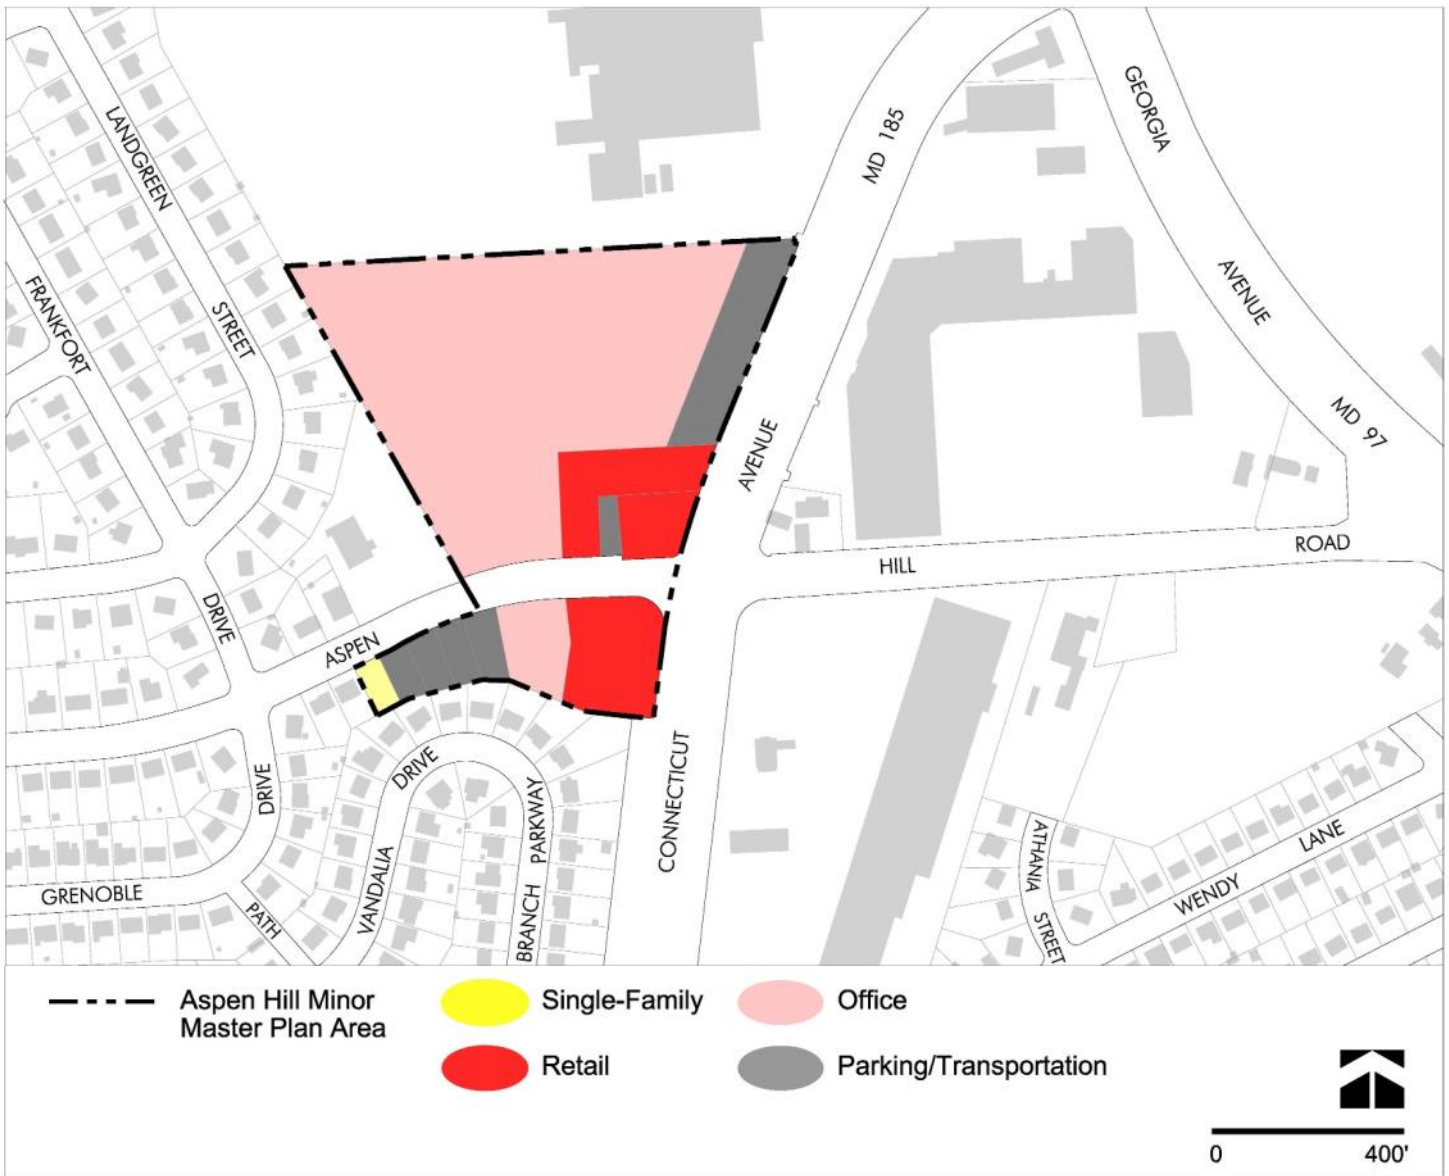 LANDGREEN
STREET
FRANKFORT
DRIVE
MD 185
GEORGIA
AVENUE
MD 97
AVENUE
ASPEN
HILL
ROAD
CONNECTICUT
DRIVE
GRENOBLE
PATH
VANDALIA
DRIVE
BRANCH PARKWAY
ATHANIA
STREET
WENDY
LANE
Aspen Hill Minor
Master Plan Area
Single-Family
Office
Retail
Parking/Transportation
0 400'